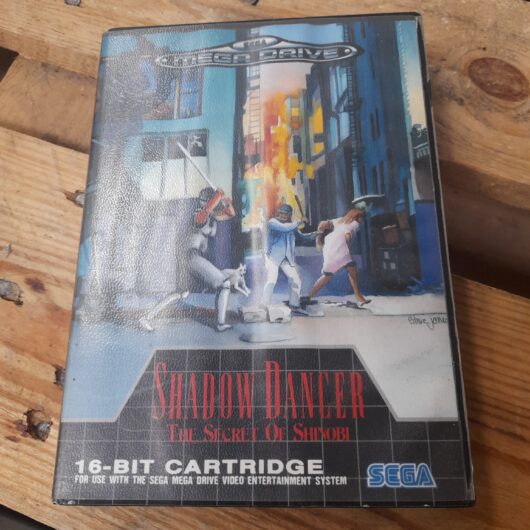 SEGA
MEGA DRIVE
SHADOW DANCER
THE SECRET OF SHINOBI
16-BIT CARTRIDGE
FOR USE WITH THE SEGA MEGA DRIVE VIDEO ENTERTAINMENT SYSTEM
SEGA